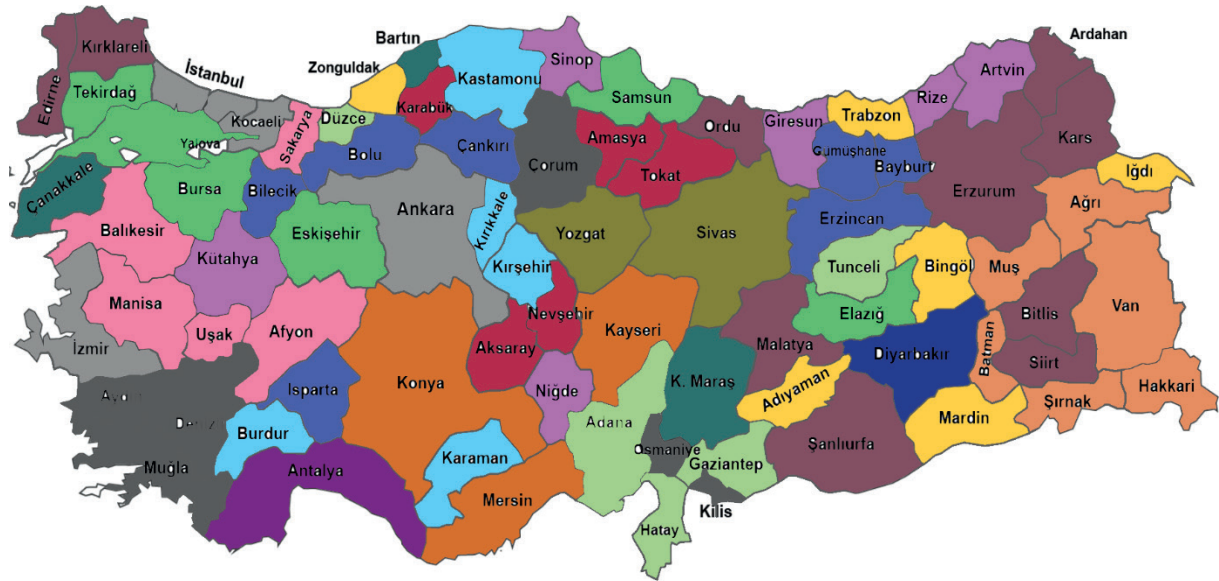 Ardahan
Kırklareli
Bartın
Sinop
Artvin
İstanbul
Zonguldak
Kastamonu
Edirne
Tekirdağ
Samsun
Rize
Karabük
Trabzon
Kocaeli
Düzce
Ordu
Giresun
Kars
Sakarya
Amasya
Yalova
Bolu
Çankırı
Gümüşhane
Çorum
Bayburt
Iğdı
Tokat
Çanakkale
Bursa
Bilecik
Erzurum
Ağrı
Ankara
Kırıkkale
Erzincan
Balıkesir
Eskişehir
Yozgat
Sivas
Kütahya
Tunceli
Bingöl
Muş
Kırşehir
Manisa
Van
Nevşehir
Elazığ
Bitlis
Uşak
Afyon
Kayseri
İzmir
Aksaray
Malatya
Diyarbakır
Batman
Siirt
Konya
K. Maraş
Hakkari
Isparta
Niğde
Adıyaman
Şırnak
Mardin
Adana
Burdur
Şanlıurfa
Osmaniye
Karaman
Gaziantep
Muğla
Antalya
Mersin
Kilis
Hatay